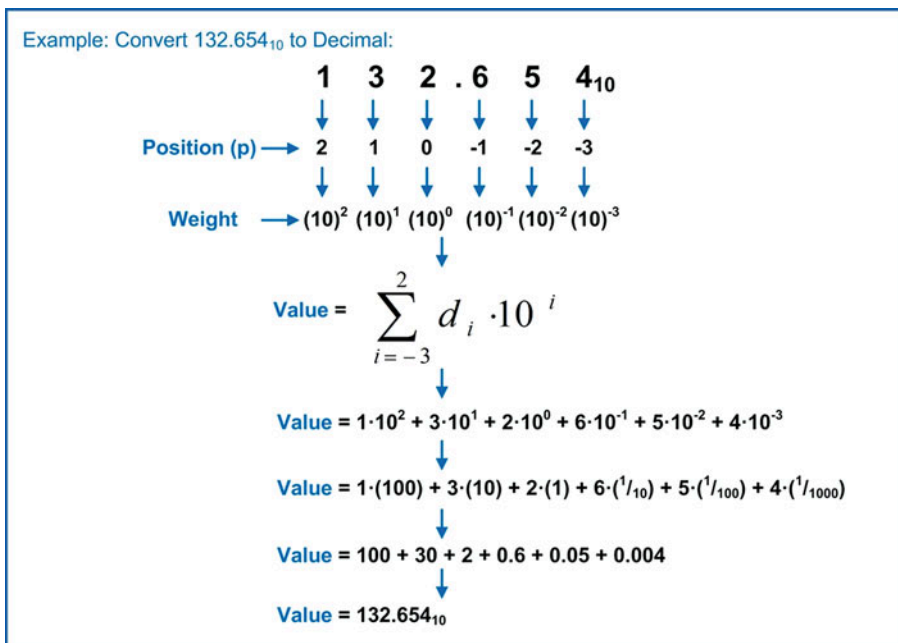 Example: Convert 132.654₁₀ to Decimal:
1 3 2 . 6 5 4₁₀
Position (p) 2 1 0 -1 -2 -3
Weight (10)² (10)¹ (10)⁰ (10)⁻¹ (10)⁻² (10)⁻³
2
Value = ∑ d i ·10 i
i = − 3
Value = 1·10² + 3·10¹ + 2·10⁰ + 6·10⁻¹ + 5·10⁻² + 4·10⁻³
Value = 1·(100) + 3·(10) + 2·(1) + 6·(¹/₁₀) + 5·(¹/₁₀₀) + 4·(¹/₁₀₀₀)
Value = 100 + 30 + 2 + 0.6 + 0.05 + 0.004
Value = 132.654₁₀